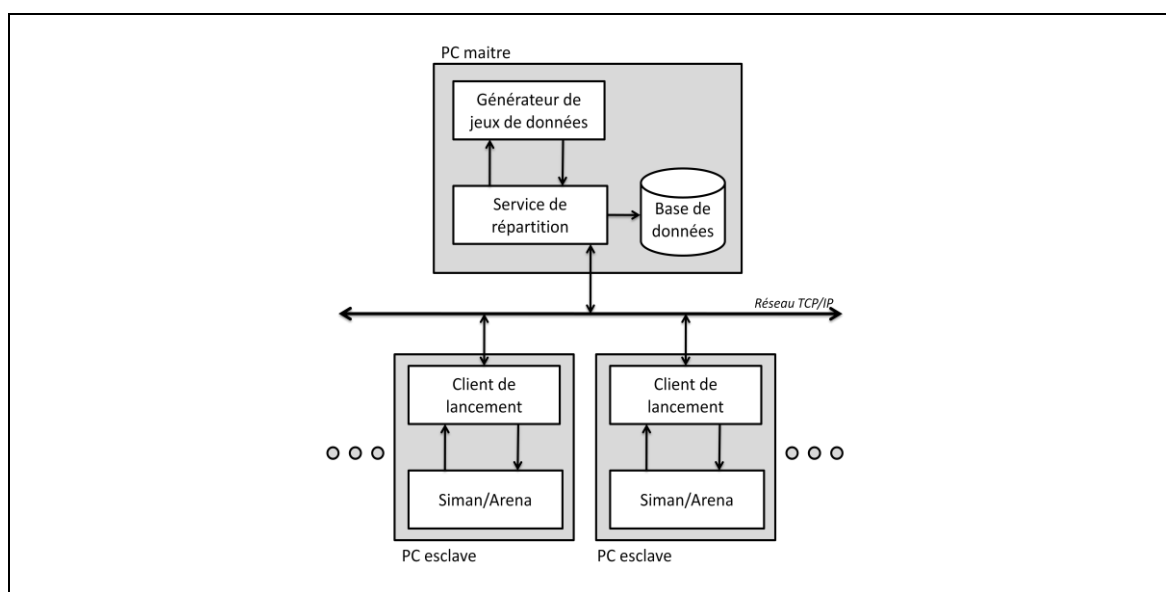 PC maitre
Générateur de
jeux de données
Service de
répartition
Base de
données
Réseau TCP/IP
Client de
lancement
Client de
lancement
Siman/Arena
Siman/Arena
PC esclave
PC esclave